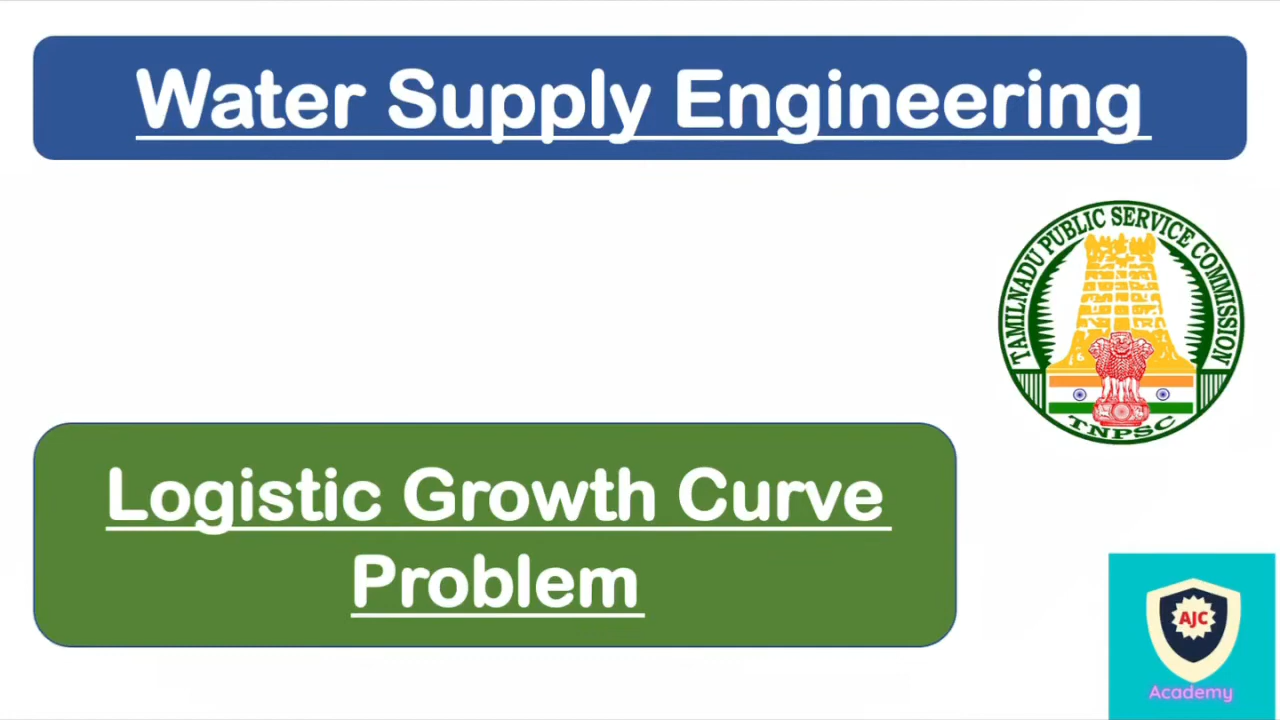 Water Supply Engineering
TAMILNADU PUBLIC SERVICE COMMISSION
TNPSC
Logistic Growth Curve
Problem
AJC
Academy